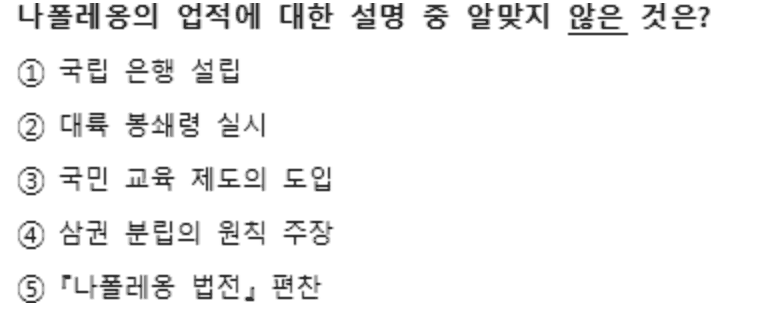 나폴레옹의 업적에 대한 설명 중 알맞지 않은 것은?
① 국립 은행 설립
② 대륙 봉쇄령 실시
③ 국민 교육 제도의 도입
④ 삼권 분립의 원칙 주장
⑤ 『나폴레옹 법전』 편찬